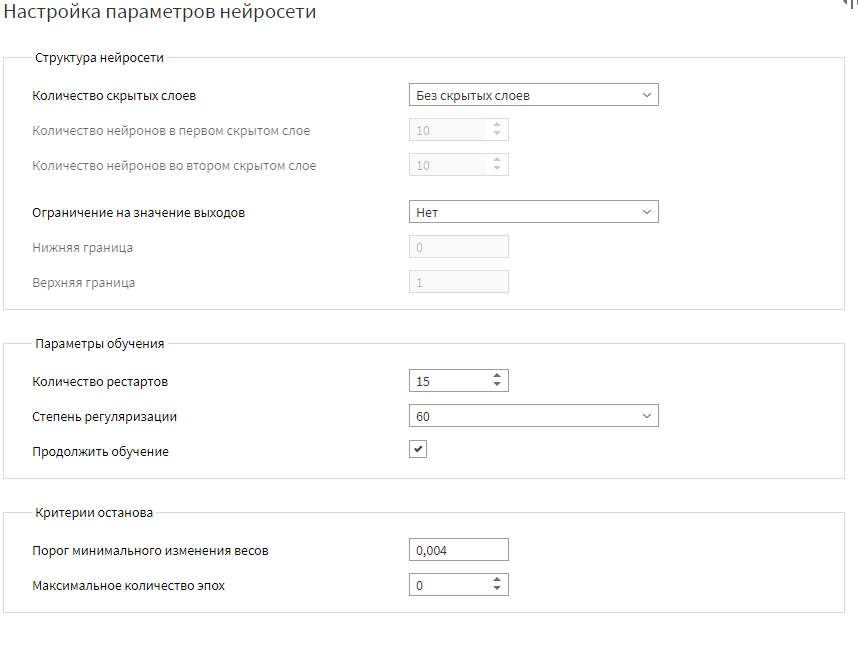 Настройка параметров нейросети
Структура нейросети
Количество скрытых слоев Без скрытых слоев
Количество нейронов в первом скрытом слое 10
Количество нейронов во втором скрытом слое 10
Ограничение на значение выходов Нет
Нижняя граница 0
Верхняя граница 1
Параметры обучения
Количество рестартов 15
Степень регуляризации 60
Продолжить обучение
Критерии останова
Порог минимального изменения весов 0,004
Максимальное количество эпох 0